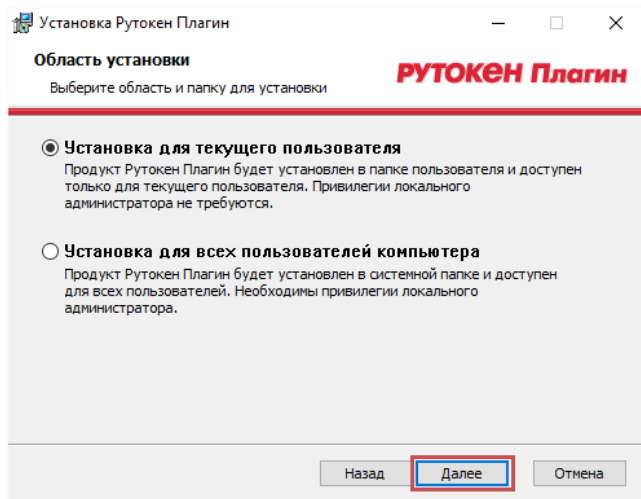 Установка Рутокен Плагин
Область установки
Выберите область и папку для установки
РУТОКЕН Плагин
Установка для текущего пользователя
Продукт Рутокен Плагин будет установлен в папке пользователя и доступен
только для текущего пользователя. Привилегии локального
администратора не требуются.
Установка для всех пользователей компьютера
Продукт Рутокен Плагин будет установлен в системной папке и доступен
для всех пользователей. Необходимы привилегии локального
администратора.
Назад
Далее
Отмена